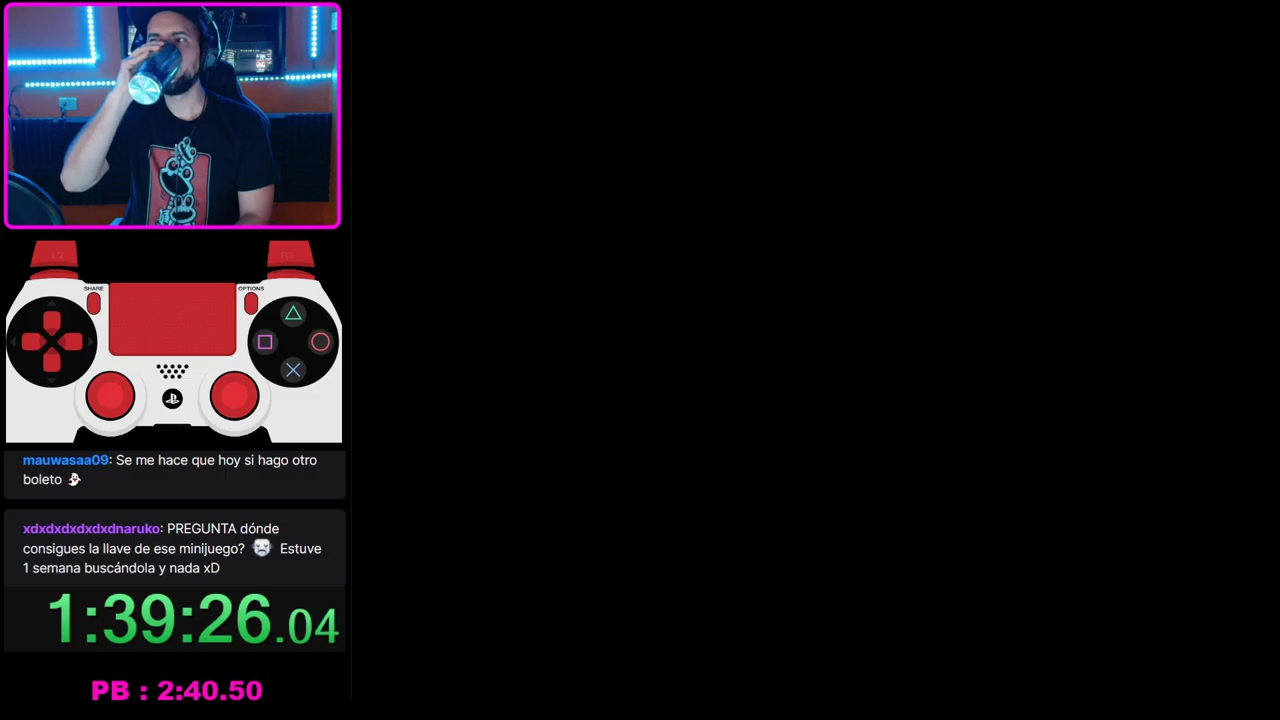 SHARE
OPTIONS
mauwasaa09: Se me hace que hoy si hago otro
boleto 👻
xdxdxdxdxdxdnaruko: PREGUNTA dónde
consigues la llave de ese minijuego? Estuve
1 semana buscándola y nada xD
1:39:26.04
PB : 2:40.50